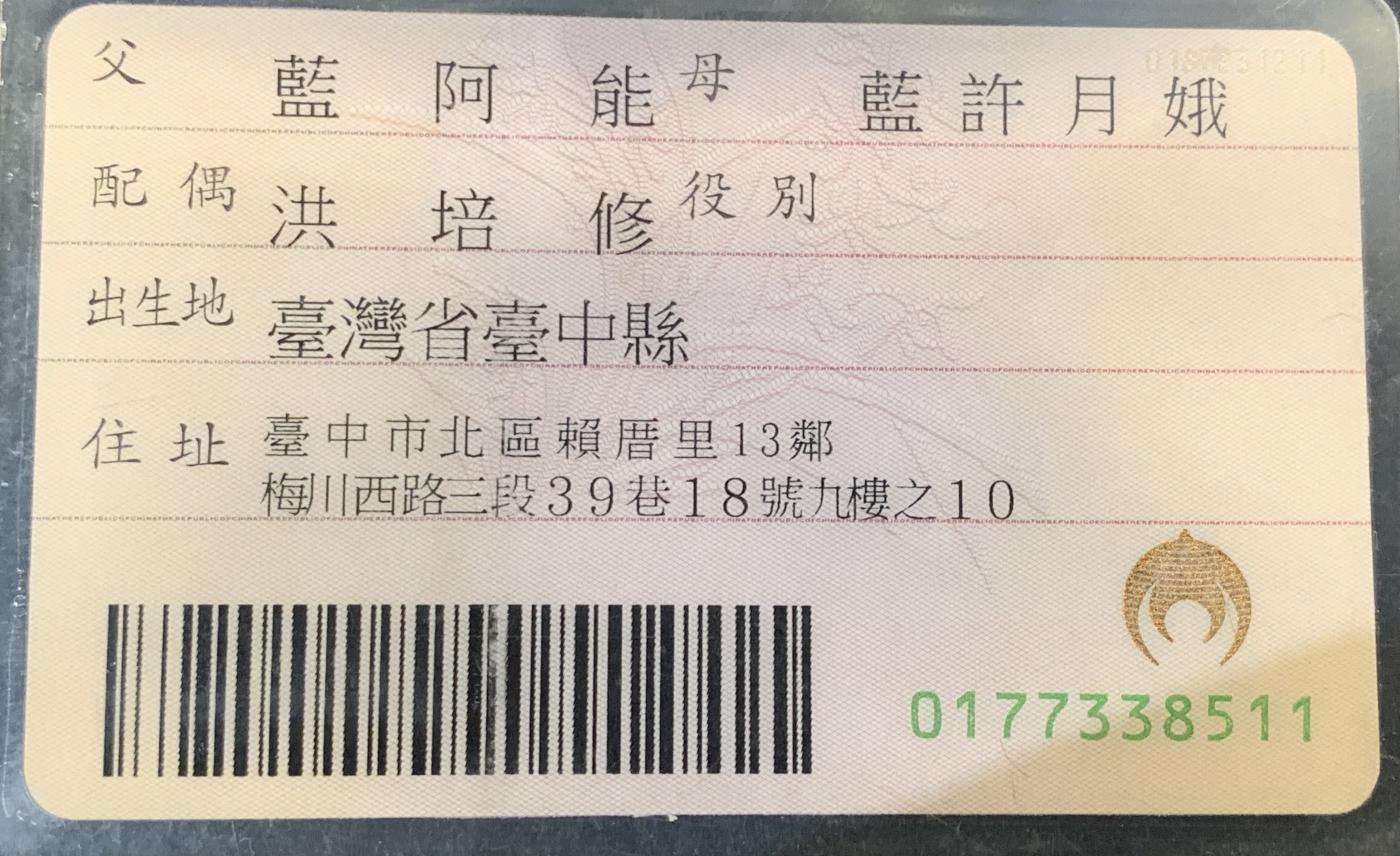 父 藍阿能 母 藍許月娥
配偶 洪培修 役別
出生地 臺灣省臺中縣
住址 臺中市北區賴厝里13鄰
梅川西路三段39巷18號九樓之10
0177338511